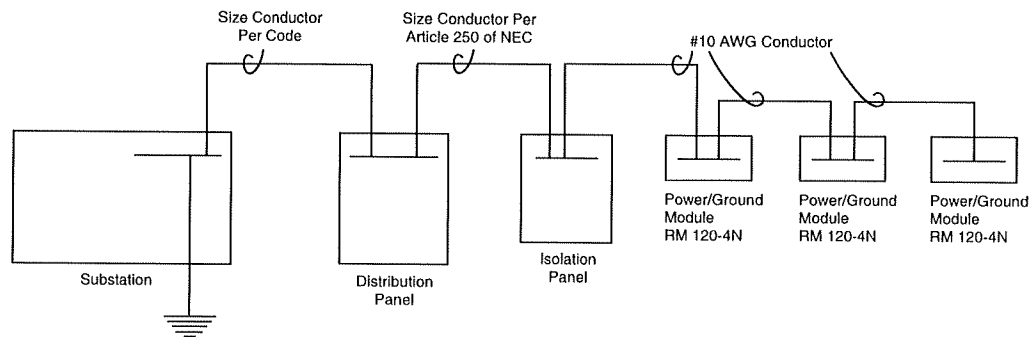 Size Conductor
Per Code
Size Conductor Per
Article 250 of NEC
#10 AWG Conductor
Substation
Distribution
Panel
Isolation
Panel
Power/Ground
Module
RM 120-4N
Power/Ground
Module
RM 120-4N
Power/Ground
Module
RM 120-4N